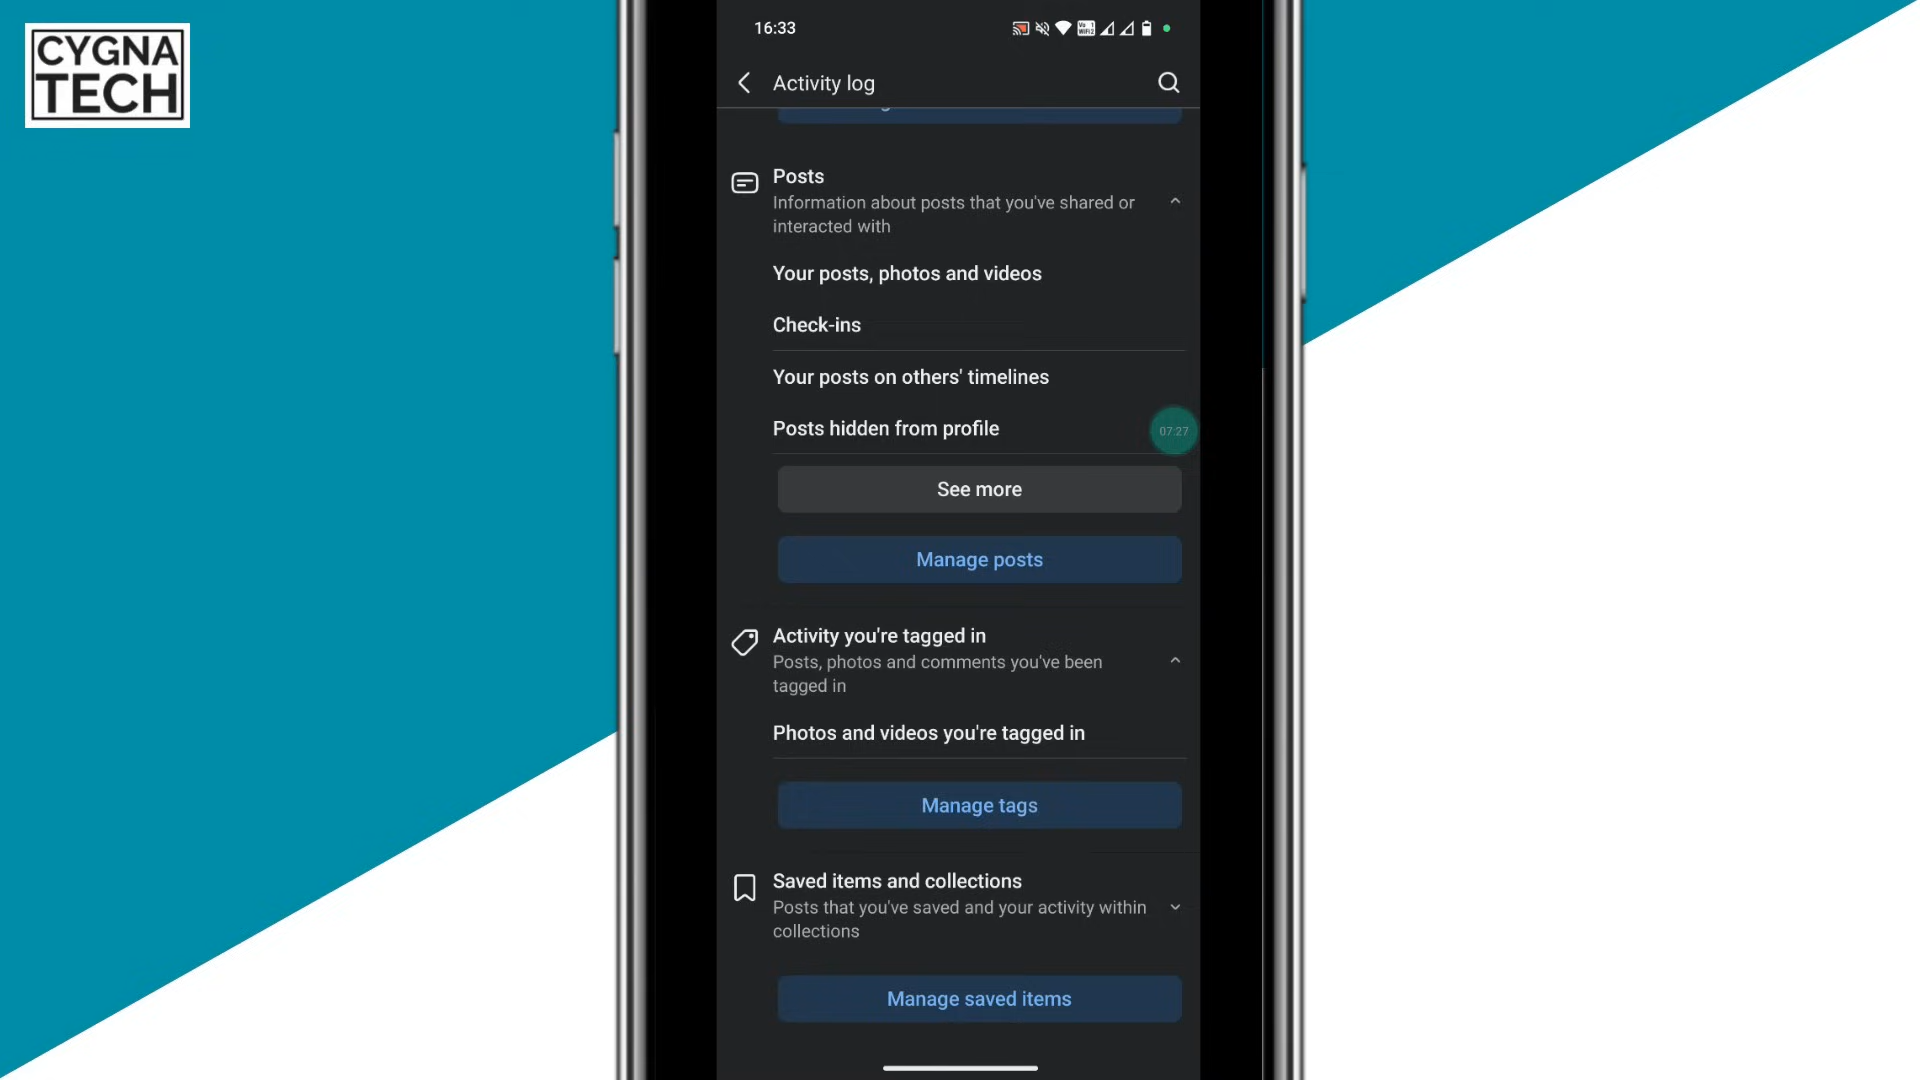 CYGNA
TECH
16:33
Activity log
Posts
Information about posts that you've shared or
interacted with
Your posts, photos and videos
Check-ins
Your posts on others' timelines
Posts hidden from profile
07:27
See more
Manage posts
Activity you're tagged in
Posts, photos and comments you've been
tagged in
Photos and videos you're tagged in
Manage tags
Saved items and collections
Posts that you've saved and your activity within
collections
Manage saved items